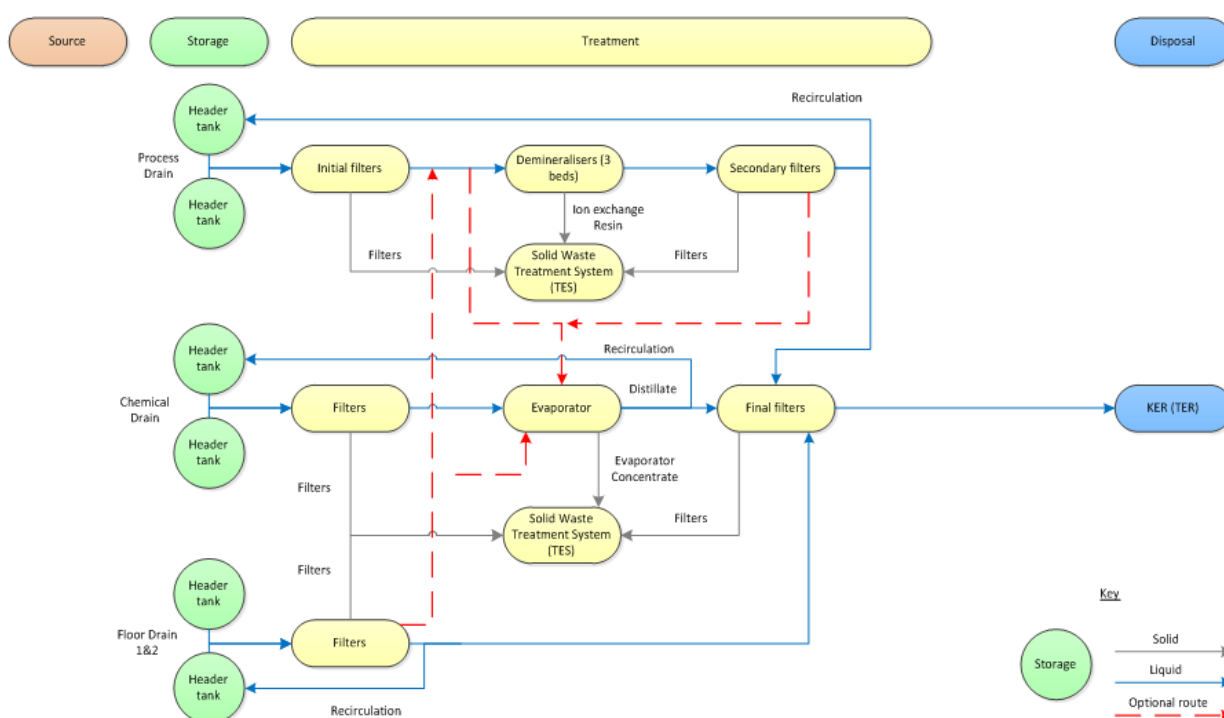 Source
Storage
Treatment
Disposal
Header
tank
Recirculation
Process
Drain
Initial filters
Demineralisers (3
beds)
Secondary filters
Header
tank
Ion exchange
Resin
Filters
Solid Waste
Treatment System
(TES)
Filters
Header
tank
Recirculation
Chemical
Drain
Filters
Evaporator
Distillate
Final filters
KER (TER)
Header
tank
Evaporator
Concentrate
Filters
Solid Waste
Treatment System
(TES)
Filters
Filters
Header
tank
Floor Drain
1&2
Filters
Header
tank
Recirculation
Key
Storage
Solid
Liquid
Optional route